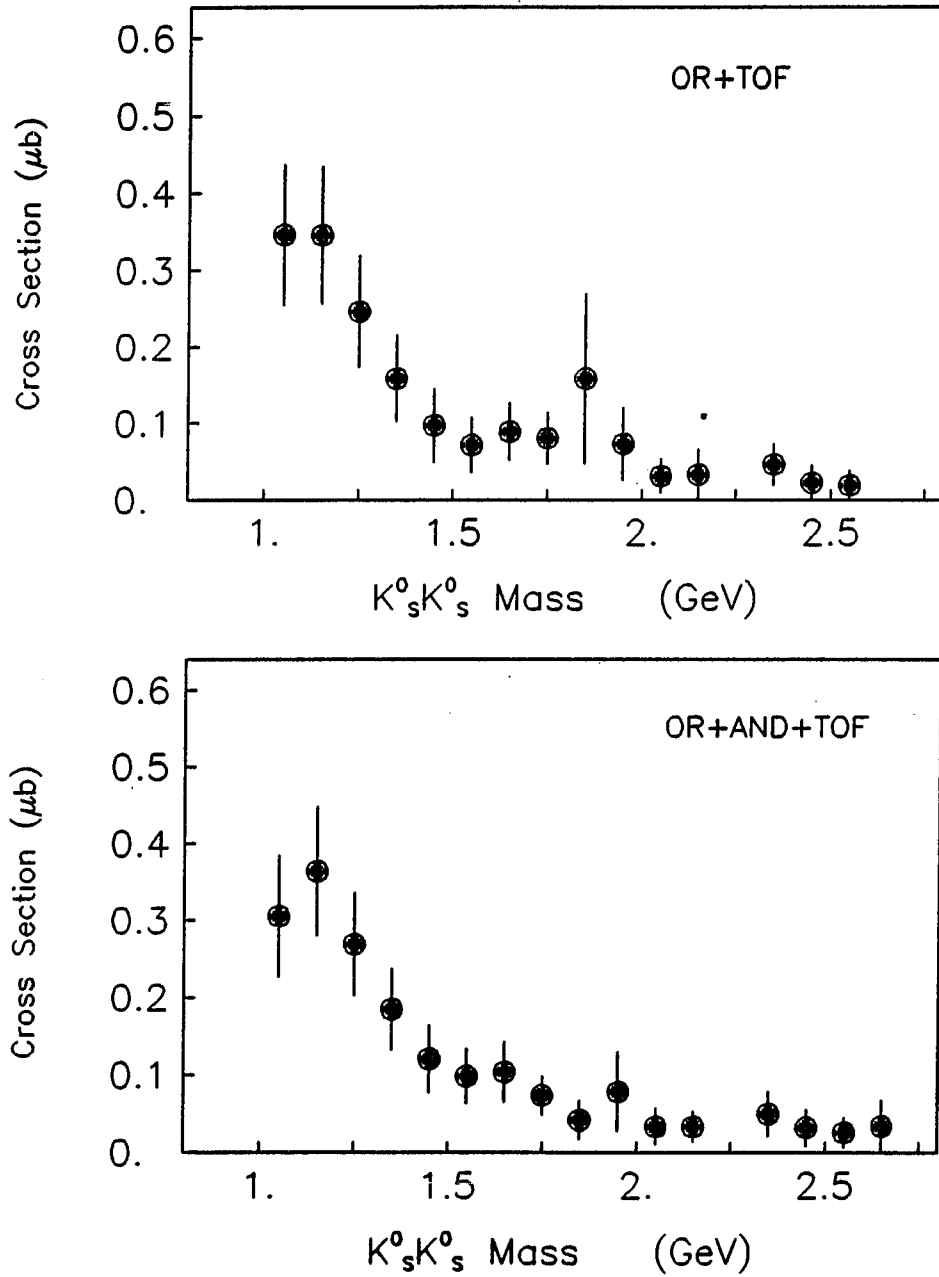 0.6
OR+TOF
0.5
0.4
0.3
0.2
0.1
0.
Cross Section (μb)
1. 1.5 2. 2.5
K⁰ₛK⁰ₛ Mass (GeV)
0.6
OR+AND+TOF
0.5
0.4
0.3
0.2
0.1
0.
Cross Section (μb)
1. 1.5 2. 2.5
K⁰ₛK⁰ₛ Mass (GeV)